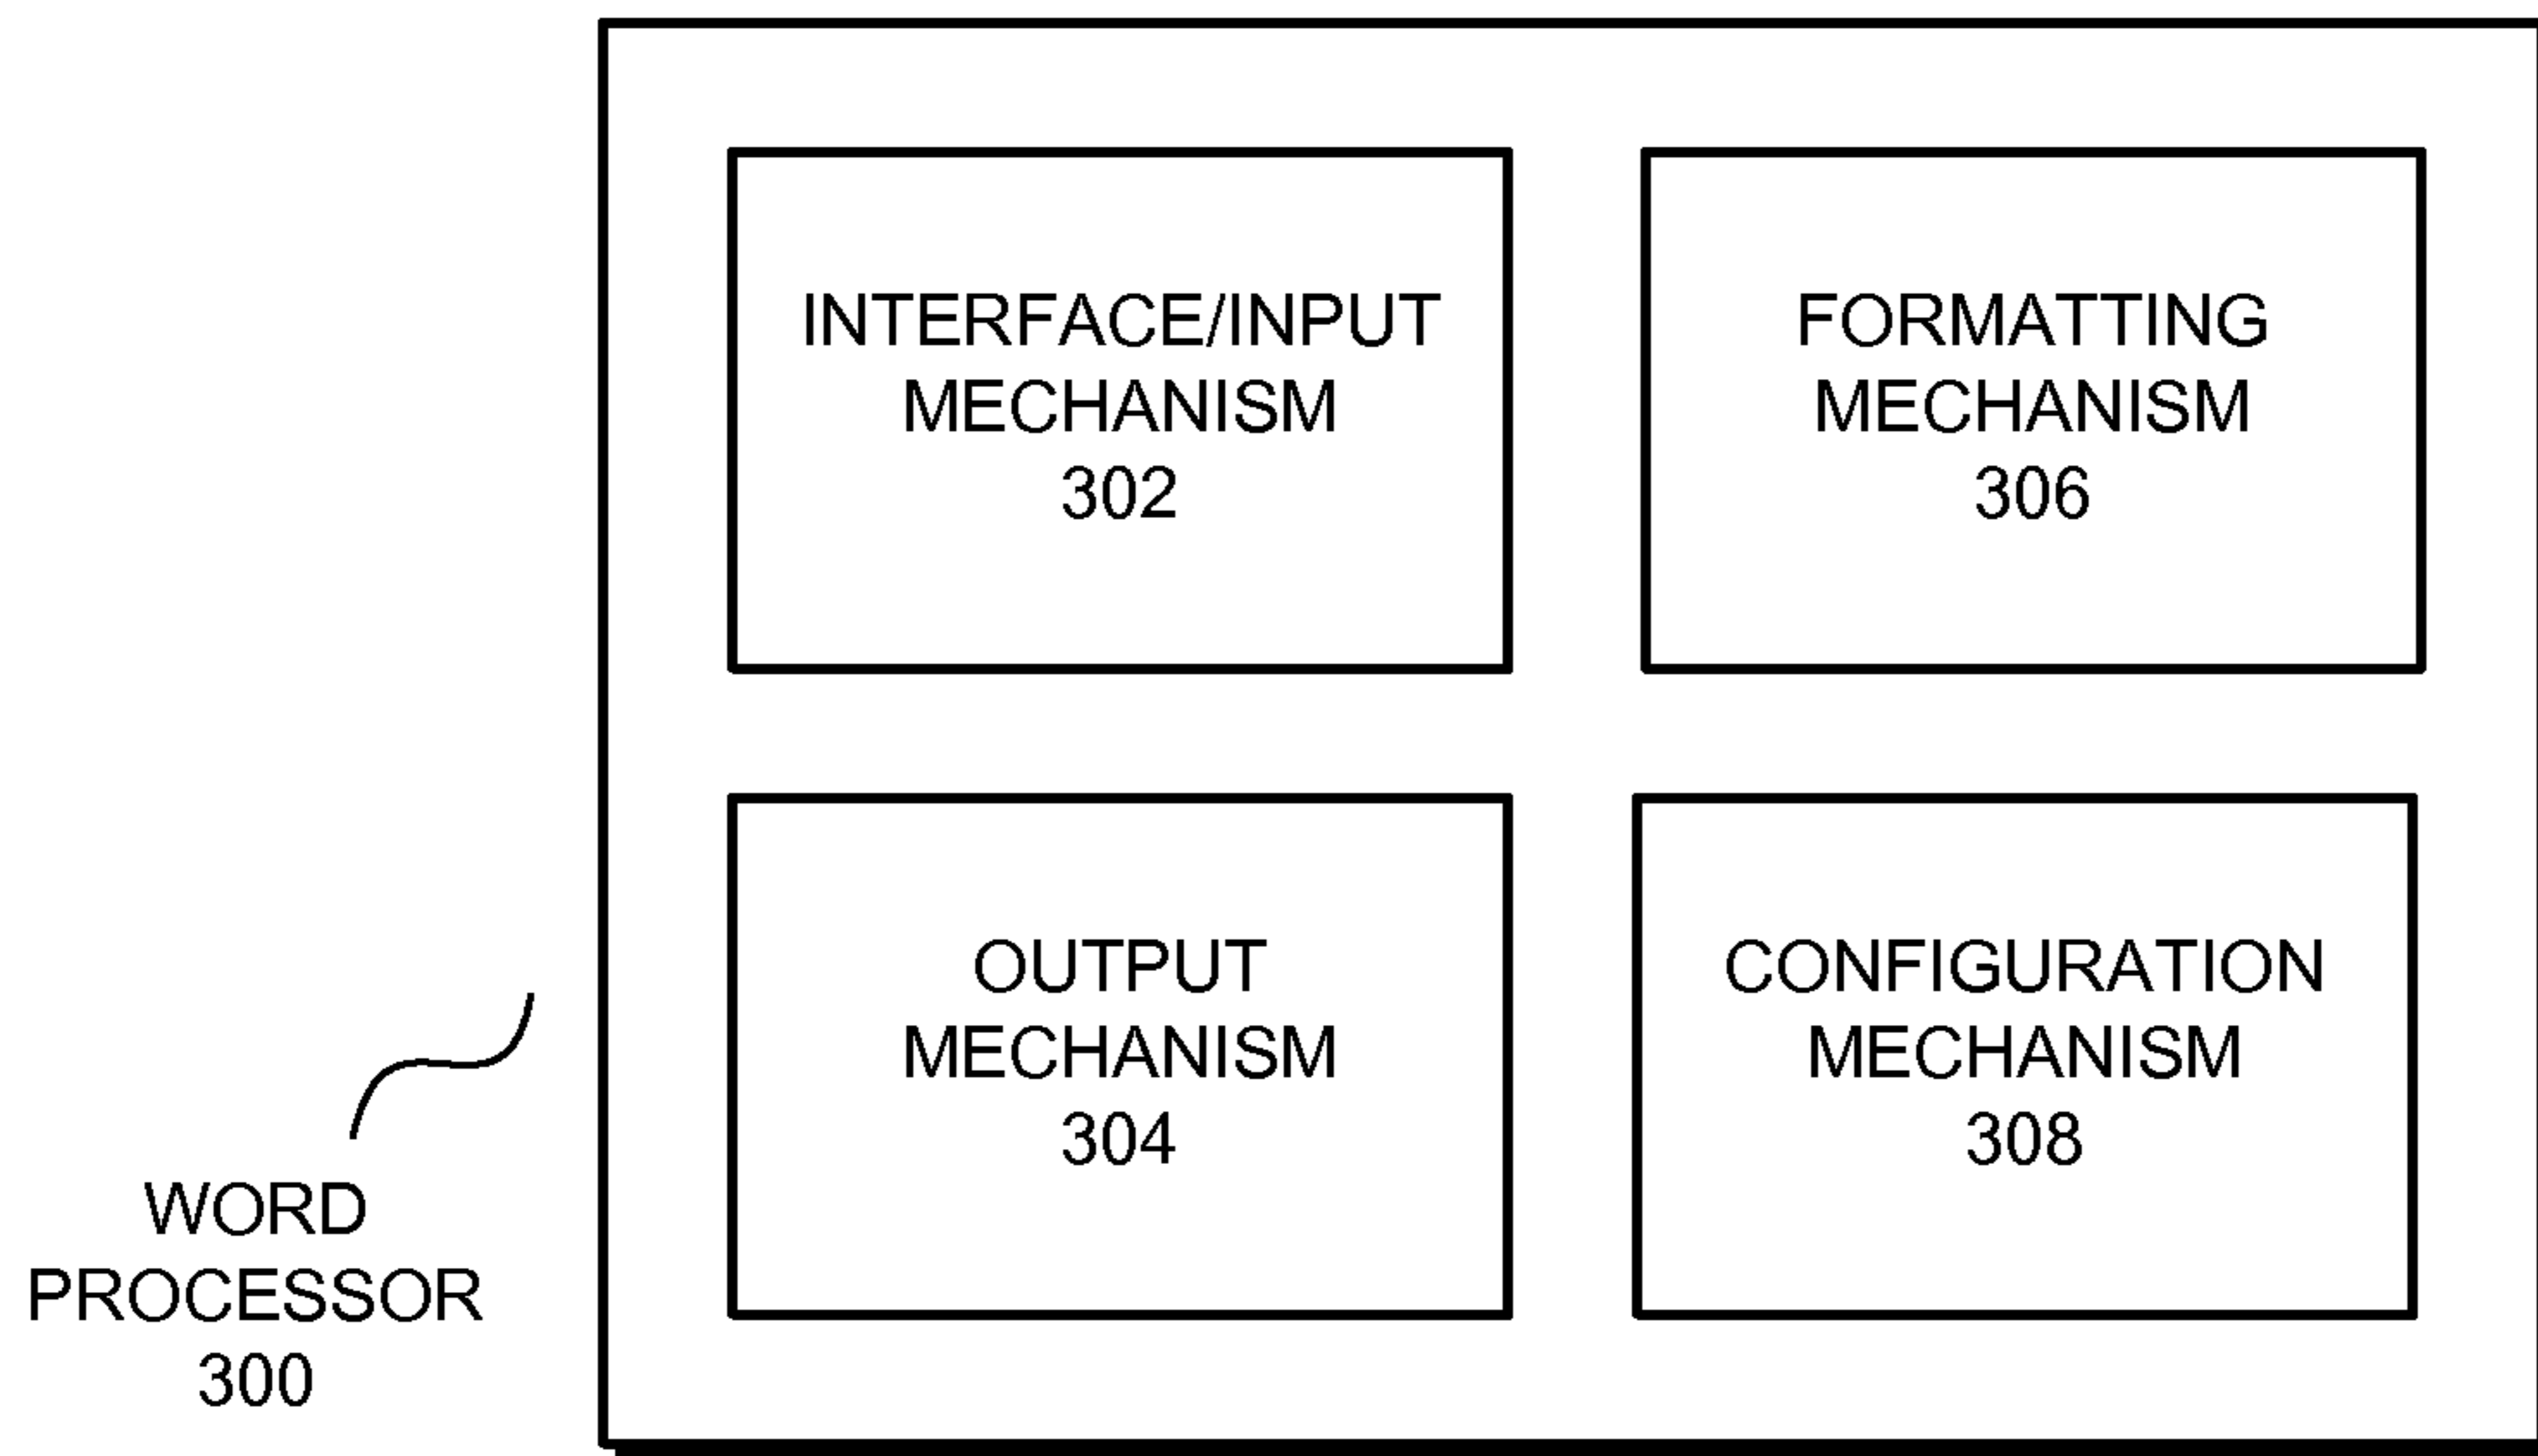 INTERFACE/INPUT
MECHANISM
302
FORMATTING
MECHANISM
306
OUTPUT
MECHANISM
304
CONFIGURATION
MECHANISM
308
WORD
PROCESSOR
300